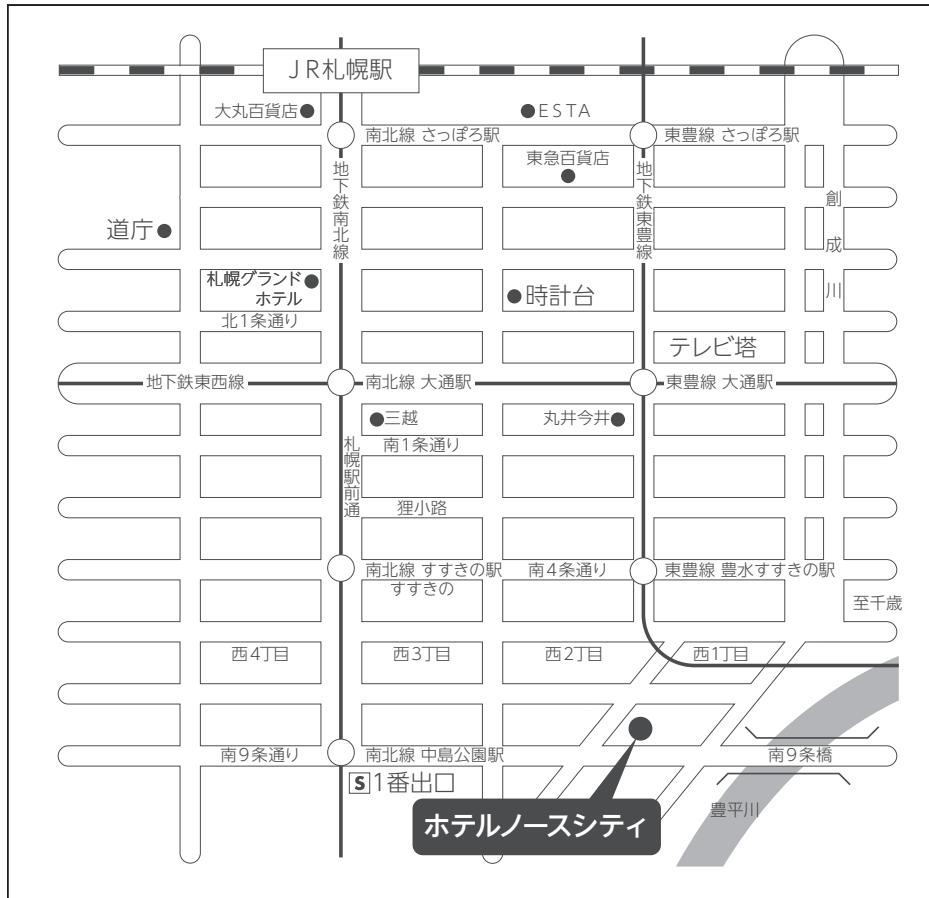 JR札幌駅
大丸百貨店
ESTA
南北線 さっぽろ駅
東豊線 さっぽろ駅
東急百貨店
地下鉄南北線
地下鉄東豊線
創成川
道庁
札幌グランド
ホテル
時計台
北1条通り
テレビ塔
地下鉄東西線
南北線 大通駅
東豊線 大通駅
三越
丸井今井
札幌駅前通
南1条通り
狸小路
南北線 すすきの駅
南4条通り
東豊線 豊水すすきの駅
すすきの
至千歳
西4丁目
西3丁目
西2丁目
西1丁目
南9条通り
南北線 中島公園駅
南9条橋
S1番出口
豊平川
ホテルノースシティ